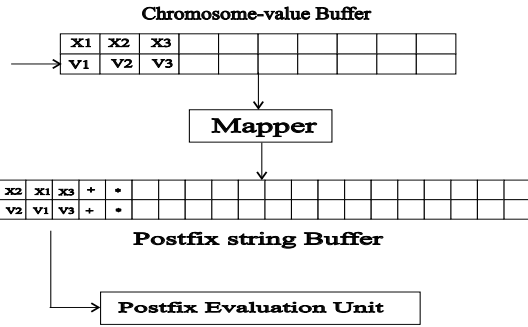 Chromosome-value Buffer
X1 X2 X3
V1 V2 V3
Mapper
X2 X1 X3 + *
V2 V1 V3 + *
Postfix string Buffer
Postfix Evaluation Unit